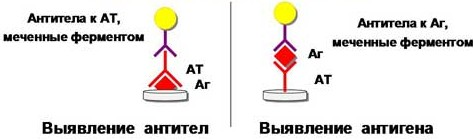 Антитела к АТ,
меченные ферментом
АТ
Аг
Выявление антител
Антитела к Аг,
меченные ферментом
Аг
АТ
Выявление антигена